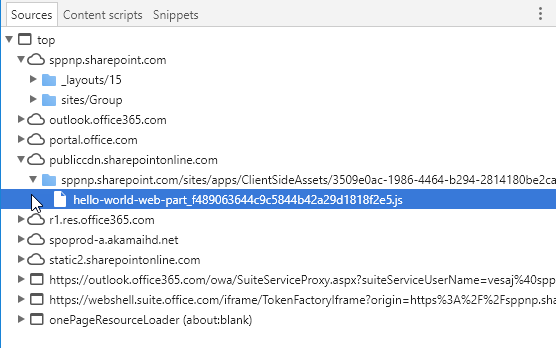 Sources Content scripts Snippets
top
sppnp.sharepoint.com
_layouts/15
sites/Group
outlook.office365.com
portal.office.com
publiccdn.sharepointonline.com
sppnp.sharepoint.com/sites/apps/ClientSideAssets/3509e0ac-1986-4464-b294-2814180be2ca
hello-world-web-part_f489063644c9c5844b42a29d1818f2e5.js
r1.res.office365.com
spoprod-a.akamaihd.net
static2.sharepointonline.com
https://outlook.office365.com/owa/SuiteServiceProxy.aspx?suiteServiceUserName=vesaj%40spp
https://webshell.suite.office.com/iframe/TokenFactoryIframe?origin=https%3A%2F%2Fsppnp.sha
onePageResourceLoader (about:blank)